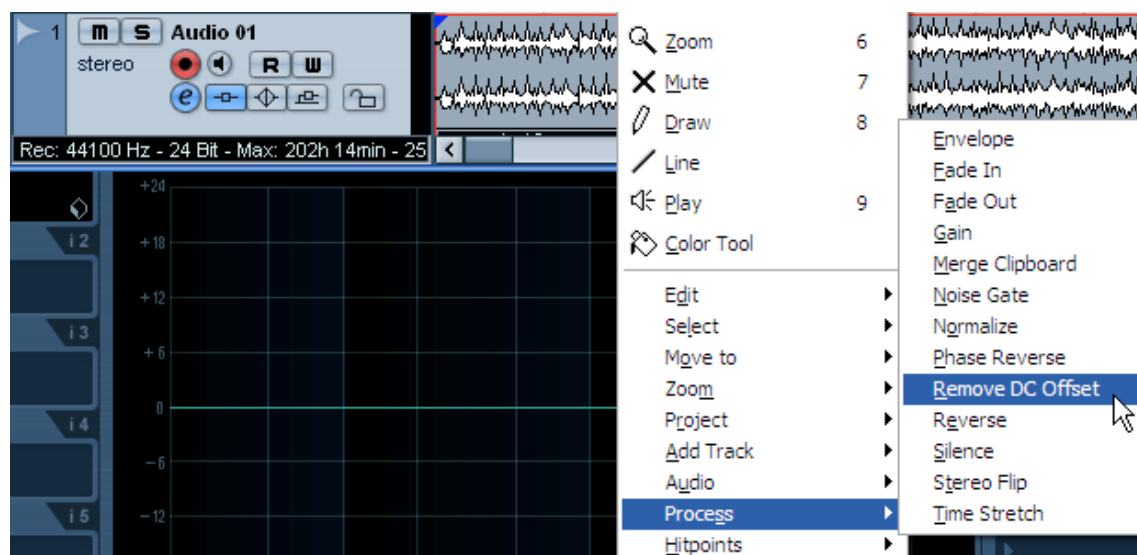 1 m S Audio 01
stereo
R W
e
Rec: 44100 Hz - 24 Bit - Max: 202h 14min - 25
+24
+18
+12
+6
0
-6
-12
i 2
i 3
i 4
i 5
Zoom 6
Mute 7
Draw 8
Line
Play 9
Color Tool
Edit
Select
Move to
Zoom
Project
Add Track
Audio
Process
Hitpoints
Envelope
Fade In
Fade Out
Gain
Merge Clipboard
Noise Gate
Normalize
Phase Reverse
Remove DC Offset
Reverse
Silence
Stereo Flip
Time Stretch